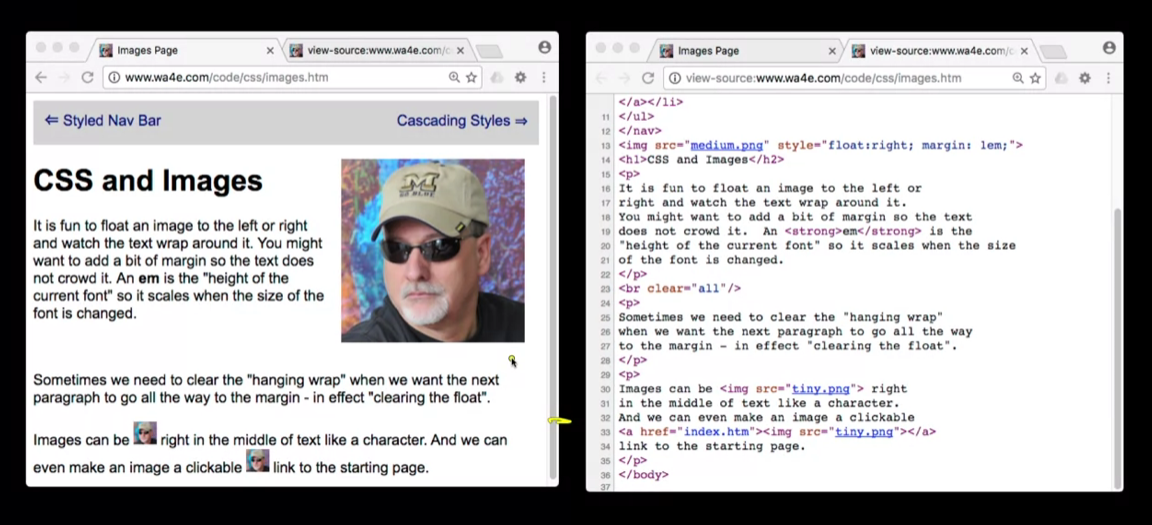 Images Page
view-source:www.wa4e.com/c
www.wa4e.com/code/css/images.htm
⇐ Styled Nav Bar
Cascading Styles ⇒
CSS and Images
It is fun to float an image to the left or right
and watch the text wrap around it. You might
want to add a bit of margin so the text does
not crowd it. An em is the "height of the
current font" so it scales when the size of the
font is changed.
Sometimes we need to clear the "hanging wrap" when we want the next
paragraph to go all the way to the margin - in effect "clearing the float".
Images can be right in the middle of text like a character. And we can
even make an image a clickable link to the starting page.
M
GO BLUE
Images Page
view-source:www.wa4e.com/c
view-source:www.wa4e.com/code/css/images.htm
</a></li>
11 </ul>
12 </nav>
13 <img src="medium.png" style="float:right; margin: 1em;">
14 <h1>CSS and Images</h2>
15 <p>
16 It is fun to float an image to the left or
17 right and watch the text wrap around it.
18 You might want to add a bit of margin so the text
19 does not crowd it.  An <strong>em</strong> is the
20 "height of the current font" so it scales when the size
21 of the font is changed.
22 </p>
23 <br clear="all"/>
24 <p>
25 Sometimes we need to clear the "hanging wrap"
26 when we want the next paragraph to go all the way
27 to the margin - in effect "clearing the float".
28 </p>
29 <p>
30 Images can be <img src="tiny.png"> right
31 in the middle of text like a character.
32 And we can even make an image a clickable
33 <a href="index.htm"><img src="tiny.png"></a>
34 link to the starting page.
35 </p>
36 </body>
37